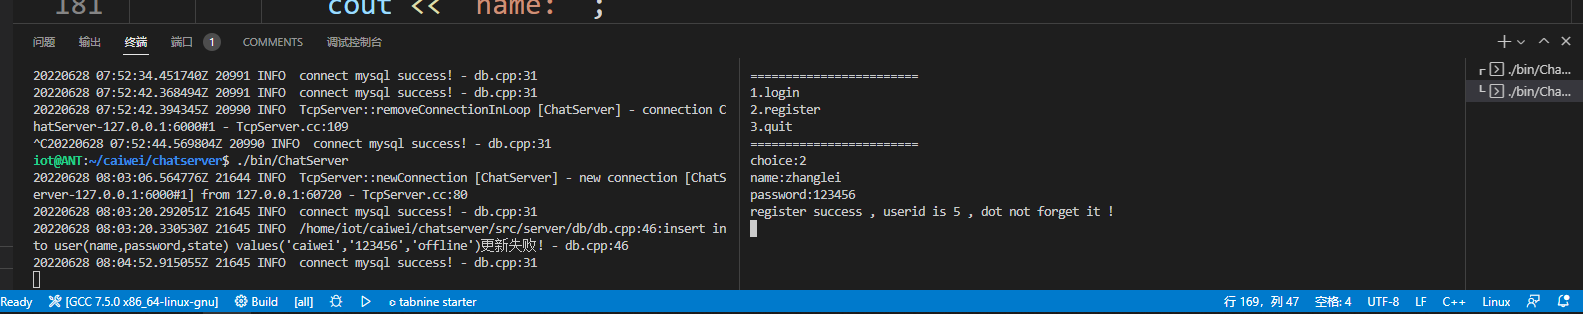 181 cout << "name:";
问题 输出 终端 端口 1 COMMENTS 调试控制台
20220628 07:52:34.451740Z 20991 INFO  connect mysql success! - db.cpp:31
20220628 07:52:42.368494Z 20991 INFO  connect mysql success! - db.cpp:31
20220628 07:52:42.394345Z 20990 INFO  TcpServer::removeConnectionInLoop [ChatServer] - connection C
hatServer-127.0.0.1:6000#1 - TcpServer.cc:109
^C20220628 07:52:44.569804Z 20990 INFO  connect mysql success! - db.cpp:31
iot@ANT:~/caiwei/chatserver$ ./bin/ChatServer
20220628 08:03:06.564776Z 21644 INFO  TcpServer::newConnection [ChatServer] - new connection [ChatS
erver-127.0.0.1:6000#1] from 127.0.0.1:60720 - TcpServer.cc:80
20220628 08:03:20.292051Z 21645 INFO  connect mysql success! - db.cpp:31
20220628 08:03:20.330530Z 21645 INFO  /home/iot/caiwei/chatserver/src/server/db/db.cpp:46:insert in
to user(name,password,state) values('caiwei','123456','offline')更新失败! - db.cpp:46
20220628 08:04:52.915055Z 21645 INFO  connect mysql success! - db.cpp:31
========================
1.login
2.register
3.quit
========================
choice:2
name:zhanglei
password:123456
register success , userid is 5 , dot not forget it !
./bin/Cha...
./bin/Cha...
Ready [GCC 7.5.0 x86_64-linux-gnu] Build [all] tabnine starter 行 169，列 47 空格: 4 UTF-8 LF C++ Linux